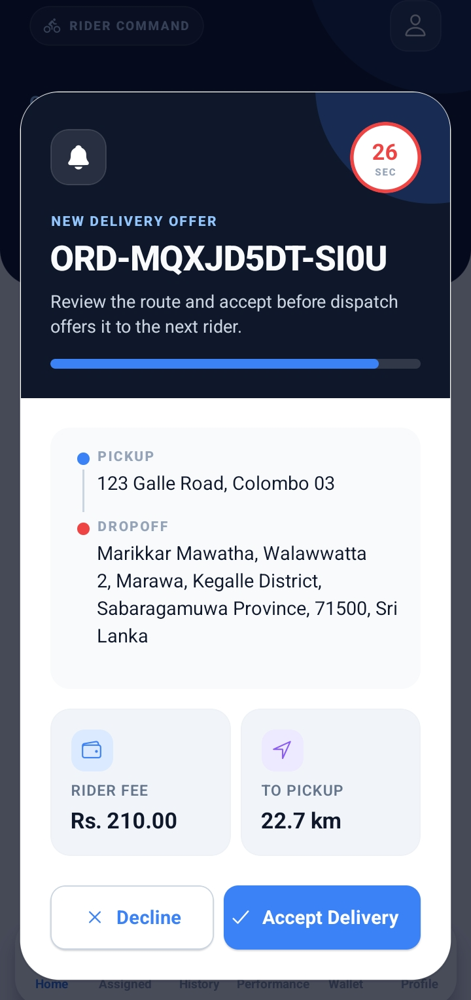 RIDER COMMAND
26
SEC
NEW DELIVERY OFFER
ORD-MQXJD5DT-SI0U
Review the route and accept before dispatch
offers it to the next rider.
PICKUP
123 Galle Road, Colombo 03
DROPOFF
Marikkar Mawatha, Walawwatta
2, Marawa, Kegalle District,
Sabaragamuwa Province, 71500, Sri
Lanka
RIDER FEE
Rs. 210.00
TO PICKUP
22.7 km
Decline
Accept Delivery
Home Assigned History Performance Wallet Profile